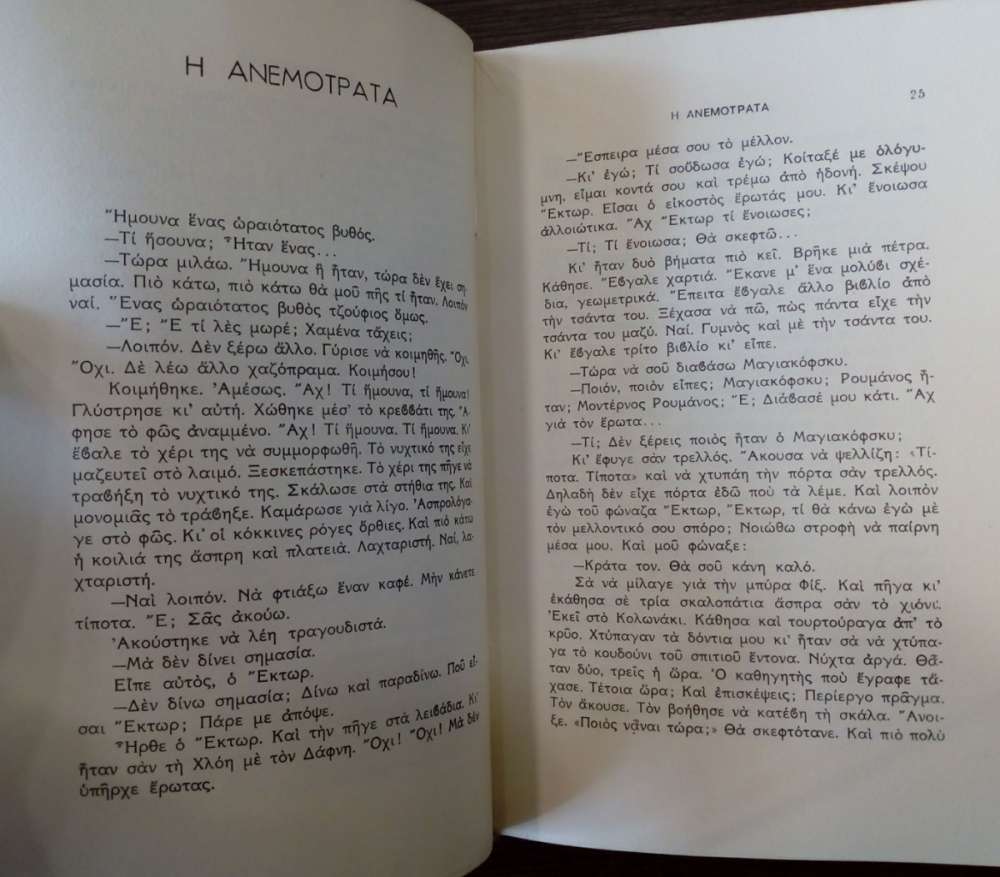 Η ΑΝΕΜΟΤΡΑΤΑ
Ἤμουνα ἕνας ὡραιότατος βυθός.
—Τί ἤσουνα; Ἦταν ἕνας...
—Τώρα μιλάω. Ἤμουνα ἢ ἦταν, τώρα δὲν ἔχει ση-
μασία. Πιὸ κάτω, πιὸ κάτω θὰ μοῦ πῆς τί ἦταν. Λοιπὸν
ναί. Ἕνας ὡραιότατος βυθὸς τζούφιος ὅμως.
—Ἔ; Ἔ τί λὲς μωρέ; Χαμένα τάχεις;
—Λοιπόν. Δὲν ξέρω ἄλλο. Γύρισε νὰ κοιμηθῆς. Ὄχι
Ὄχι. Δὲ λέω ἄλλο χαζόπραμα. Κοιμήσου!
Κοιμήθηκε. Ἀμέσως. Ἄχ! Τί ἤμουνα, τί ἤμουνα!
Γλύστρησε κι' αὐτή. Χώθηκε μέσ' τὸ κρεββάτι της. Ἄ-
φησε τὸ φῶς ἀναμμένο. Ἄχ! Τί ἤμουνα. Τί ἤμουνα. Κι'
ἔβαλε τὸ χέρι της νὰ συμμορφωθῆ. Τὸ νυχτικό της εἶχε
μαζευτεῖ στὸ λαιμό. Ξεσκεπάστηκε. Τὸ χέρι της πῆγε νὰ
τραβήξη τὸ νυχτικό της. Σκάλωσε στὰ στήθια της. Καὶ
μονομιᾶς τὸ τράβηξε. Καμάρωσε γιὰ λίγο. Ἀσπρολόγα-
γε στὸ φῶς. Κι' οἱ κόκκινες ρόγες ὄρθιες. Καὶ πιὸ κάτω
ἡ κοιλιά της ἄσπρη καὶ πλατειά. Λαχταριστή. Ναί, λα-
χταριστή.
—Ναὶ λοιπόν. Νὰ φτιάξω ἕναν καφέ. Μὴν κάνετε
τίποτα. Ἔ; Σᾶς ἀκούω.
Ἀκούστηκε νὰ λέη τραγουδιστά.
—Μὰ δὲν δίνει σημασία.
Εἶπε αὐτός, ὁ Ἕκτωρ.
—Δὲν δίνω σημασία; Δίνω καὶ παραδίνω. Ποῦ εἶ-
σαι Ἕκτωρ; Πάρε με ἀπόψε.
Ἦρθε ὁ Ἕκτωρ. Καὶ τὴν πῆγε στὰ λειβάδια. Κι'
ἦταν σὰν τὴ Χλόη μὲ τὸν Δάφνη. Ὄχι! Ὄχι! Μὰ δὲν
ὑπῆρχε ἔρωτας.
Η ΑΝΕΜΟΤΡΑΤΑ 25
—Ἔσπειρα μέσα σου τὸ μέλλον.
—Κι' ἐγώ; Τί σοὔδωσα ἐγώ; Κοίταξέ με ὁλόγυ-
μνη, εἶμαι κοντά σου καὶ τρέμω ἀπὸ ἡδονή. Σκέψου
Ἕκτωρ. Εἶσαι ὁ εἰκοστὸς ἔρωτάς μου. Κι' ἔνοιωσα
ἀλλοιώτικα. Ἄχ Ἕκτωρ τί ἔνοιωσες;
—Τί; Τί ἔνοιωσα; Θὰ σκεφτῶ...
Κι' ἦταν δυὸ βήματα πιὸ κεῖ. Βρῆκε μιὰ πέτρα.
Κάθησε. Ἔβγαλε χαρτιά. Ἔκανε μ' ἕνα μολύβι σχέ-
δια, γεωμετρικά. Ἔπειτα ἔβγαλε ἄλλο βιβλίο ἀπὸ
τὴν τσάντα του. Ξέχασα νὰ πῶ, πὼς πάντα εἶχε τὴν
τσάντα του μαζύ. Ναί. Γυμνὸς καὶ μὲ τὴν τσάντα του.
Κι' ἔβγαλε τρίτο βιβλίο κι' εἶπε.
—Τώρα νὰ σοῦ διαβάσω Μαγιακόφσκυ.
—Ποιόν, ποιὸν εἶπες; Μαγιακόφσκυ; Ρουμάνος ἦ-
ταν; Μοντέρνος Ρουμάνος; Ἔ; Διάβασέ μου κάτι. Ἄχ
γιὰ τὸν ἔρωτα...
—Τί; Δὲν ξέρεις ποιὸς ἦταν ὁ Μαγιακόφσκυ;
Κι' ἔφυγε σὰν τρελλός. Ἄκουσα νὰ ψελλίζη: «Τί-
ποτα. Τίποτα» καὶ νὰ χτυπάη τὴν πόρτα σὰν τρελλός.
Δηλαδὴ δὲν εἶχε πόρτα ἐδῶ ποὺ τὰ λέμε. Καὶ λοιπὸν
ἐγὼ τοῦ φώναζα Ἕκτωρ, Ἕκτωρ, τί θὰ κάνω ἐγὼ μὲ
τὸν μελλοντικό σου σπόρο; Νοιώθω στροφὴ νὰ παίρνη
μέσα μου. Καὶ μοῦ φώναξε:
—Κράτα τον. Θὰ σοῦ κάνη καλό.
Σὰ νὰ μίλαγε γιὰ τὴν μπύρα Φίξ. Καὶ πῆγα κι'
ἐκάθησα σὲ τρία σκαλοπάτια ἄσπρα σὰν τὸ χιόνι.
Ἐκεῖ στὸ Κολωνάκι. Κάθησα καὶ τουρτούραγα ἀπ' τὸ
κρῦο. Χτύπαγαν τὰ δόντια μου κι' ἦταν σὰ νὰ χτύπα-
γα τὸ κουδούνι τοῦ σπιτιοῦ ἔντονα. Νύχτα ἀργά. Θἆ-
ταν δύο, τρεῖς ἡ ὥρα. Ὁ καθηγητὴς ποὺ ἔγραφε τἄ-
χασε. Τέτοια ὥρα; Καὶ ἐπισκέψεις; Περίεργο πρᾶγμα.
Τὸν ἄκουσε. Τὸν βοήθησε νὰ κατέβη τὴ σκάλα. Ἄνοι-
ξε. «Ποιὸς νἆναι τώρα;» Θὰ σκεφτότανε. Καὶ πιὸ πολὺ